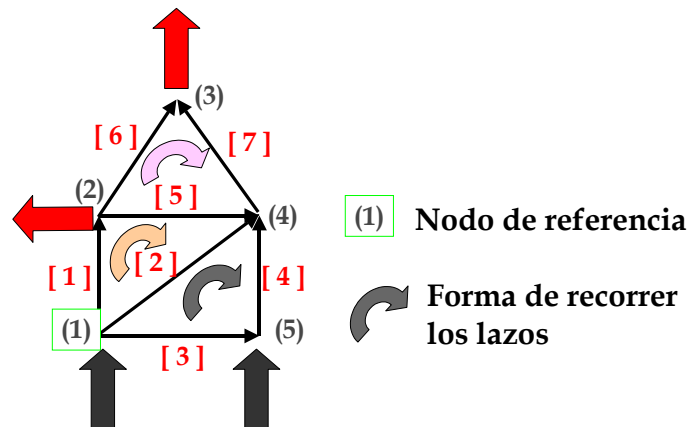 (3)
[ 6 ]
[ 7 ]
(2)
[ 5 ]
(4)
[ 1 ]
[ 2 ]
[ 4 ]
(1)
[ 3 ]
(5)
(1) Nodo de referencia
Forma de recorrer
los lazos